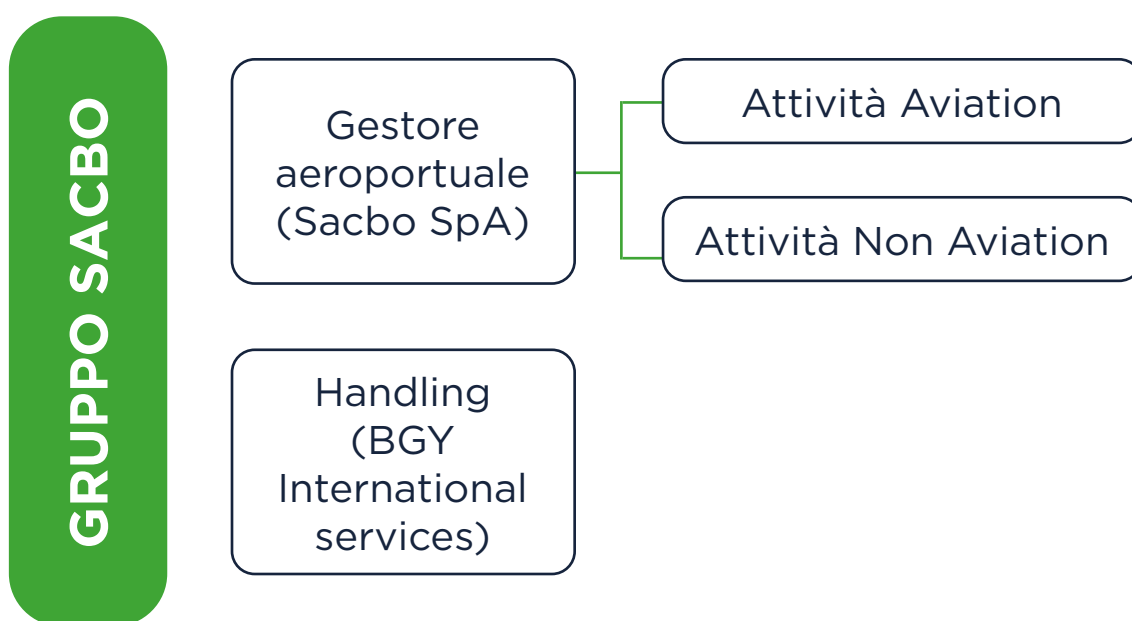 GRUPPO SACBO
Gestore
aeroportuale
(Sacbo SpA)
Attività Aviation
Attività Non Aviation
Handling
(BGY
International
services)